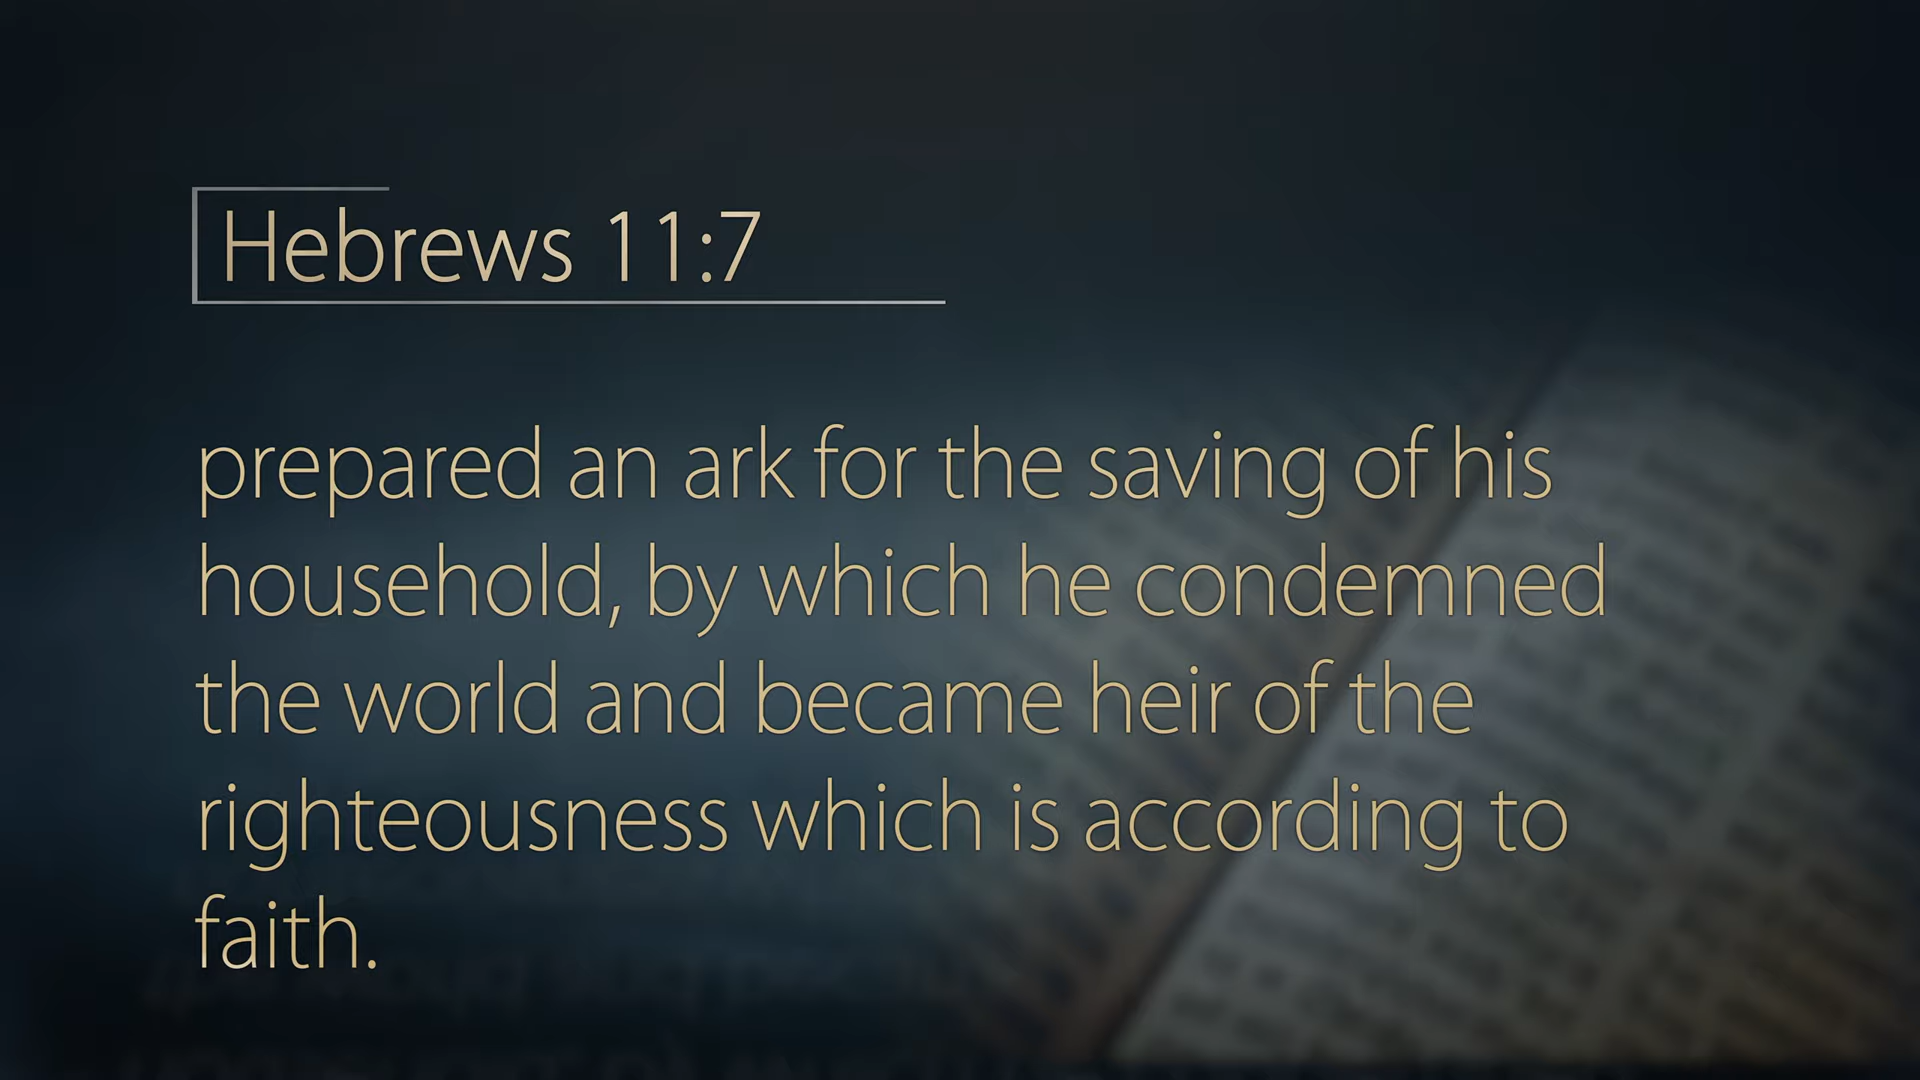 Hebrews 11:7
prepared an ark for the saving of his
household, by which he condemned
the world and became heir of the
righteousness which is according to
faith.